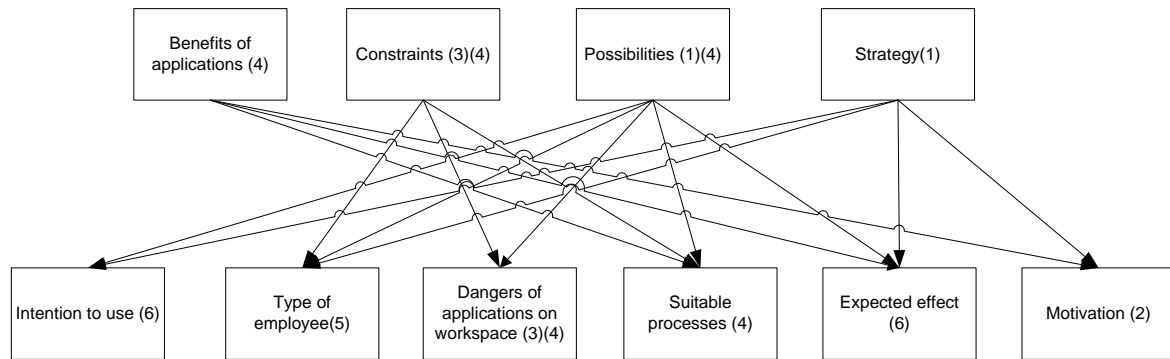 Benefits of
applications (4)
Constraints (3)(4)
Possibilities (1)(4)
Strategy(1)
Intention to use (6)
Type of
employee(5)
Dangers of
applications on
workspace (3)(4)
Suitable
processes (4)
Expected effect
(6)
Motivation (2)